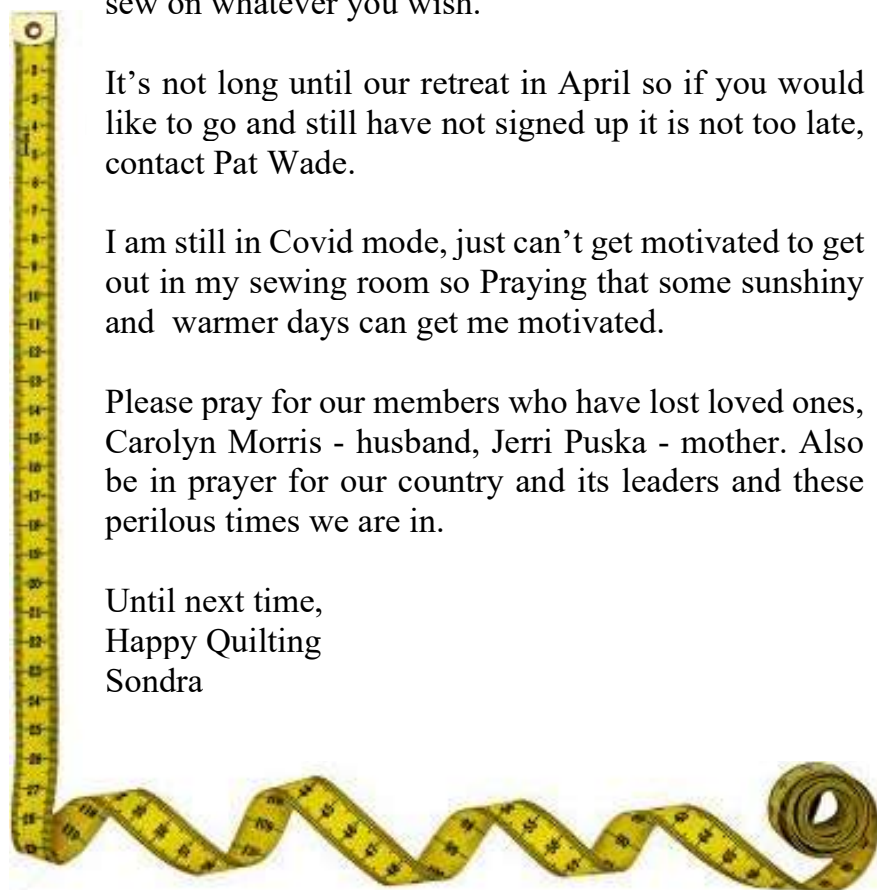 sew on whatever you wish.
It’s not long until our retreat in April so if you would
like to go and still have not signed up it is not too late,
contact Pat Wade.
I am still in Covid mode, just can’t get motivated to get
out in my sewing room so Praying that some sunshiny
and  warmer days can get me motivated.
Please pray for our members who have lost loved ones,
Carolyn Morris - husband, Jerri Puska - mother. Also
be in prayer for our country and its leaders and these
perilous times we are in.
Until next time,
Happy Quilting
Sondra